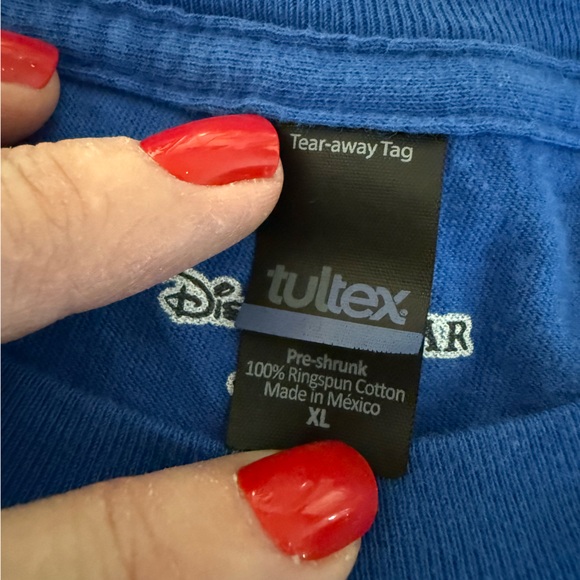 Tear-away Tag
tultex®
Pre-shrunk
100% Ringspun Cotton
Made in México
XL